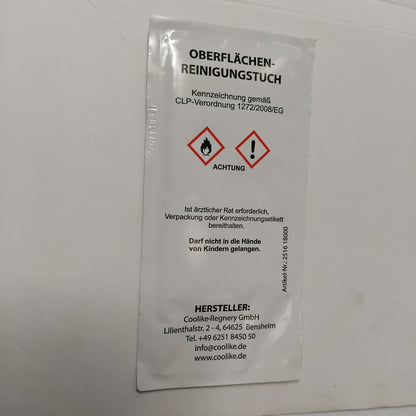 OBERFLÄCHEN-
REINIGUNGSTUCH
Kennzeichnung gemäß
CLP-Verordnung 1272/2008/EG
ACHTUNG
Ist ärztlicher Rat erforderlich,
Verpackung oder Kennzeichnungsetikett
bereithalten.
Darf nicht in die Hände
von Kindern gelangen.
Artikel-Nr.: 2516 18000
HERSTELLER:
Coolike-Regnery GmbH
Lilienthalstr. 2 - 4, 64625 Bensheim
Tel. +49 6251 8450 50
info@coolike.de
www.coolike.de